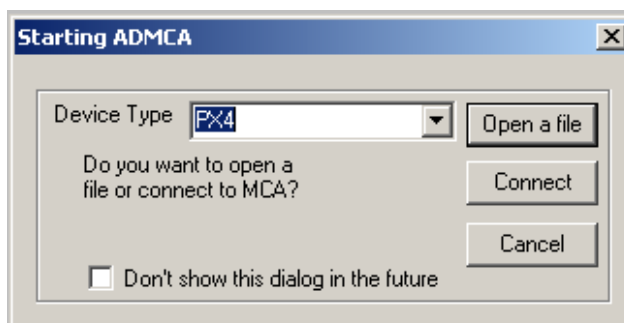 Starting ADMCA
Device Type PX4
Open a file
Do you want to open a
file or connect to MCA?
Connect
Cancel
Don't show this dialog in the future